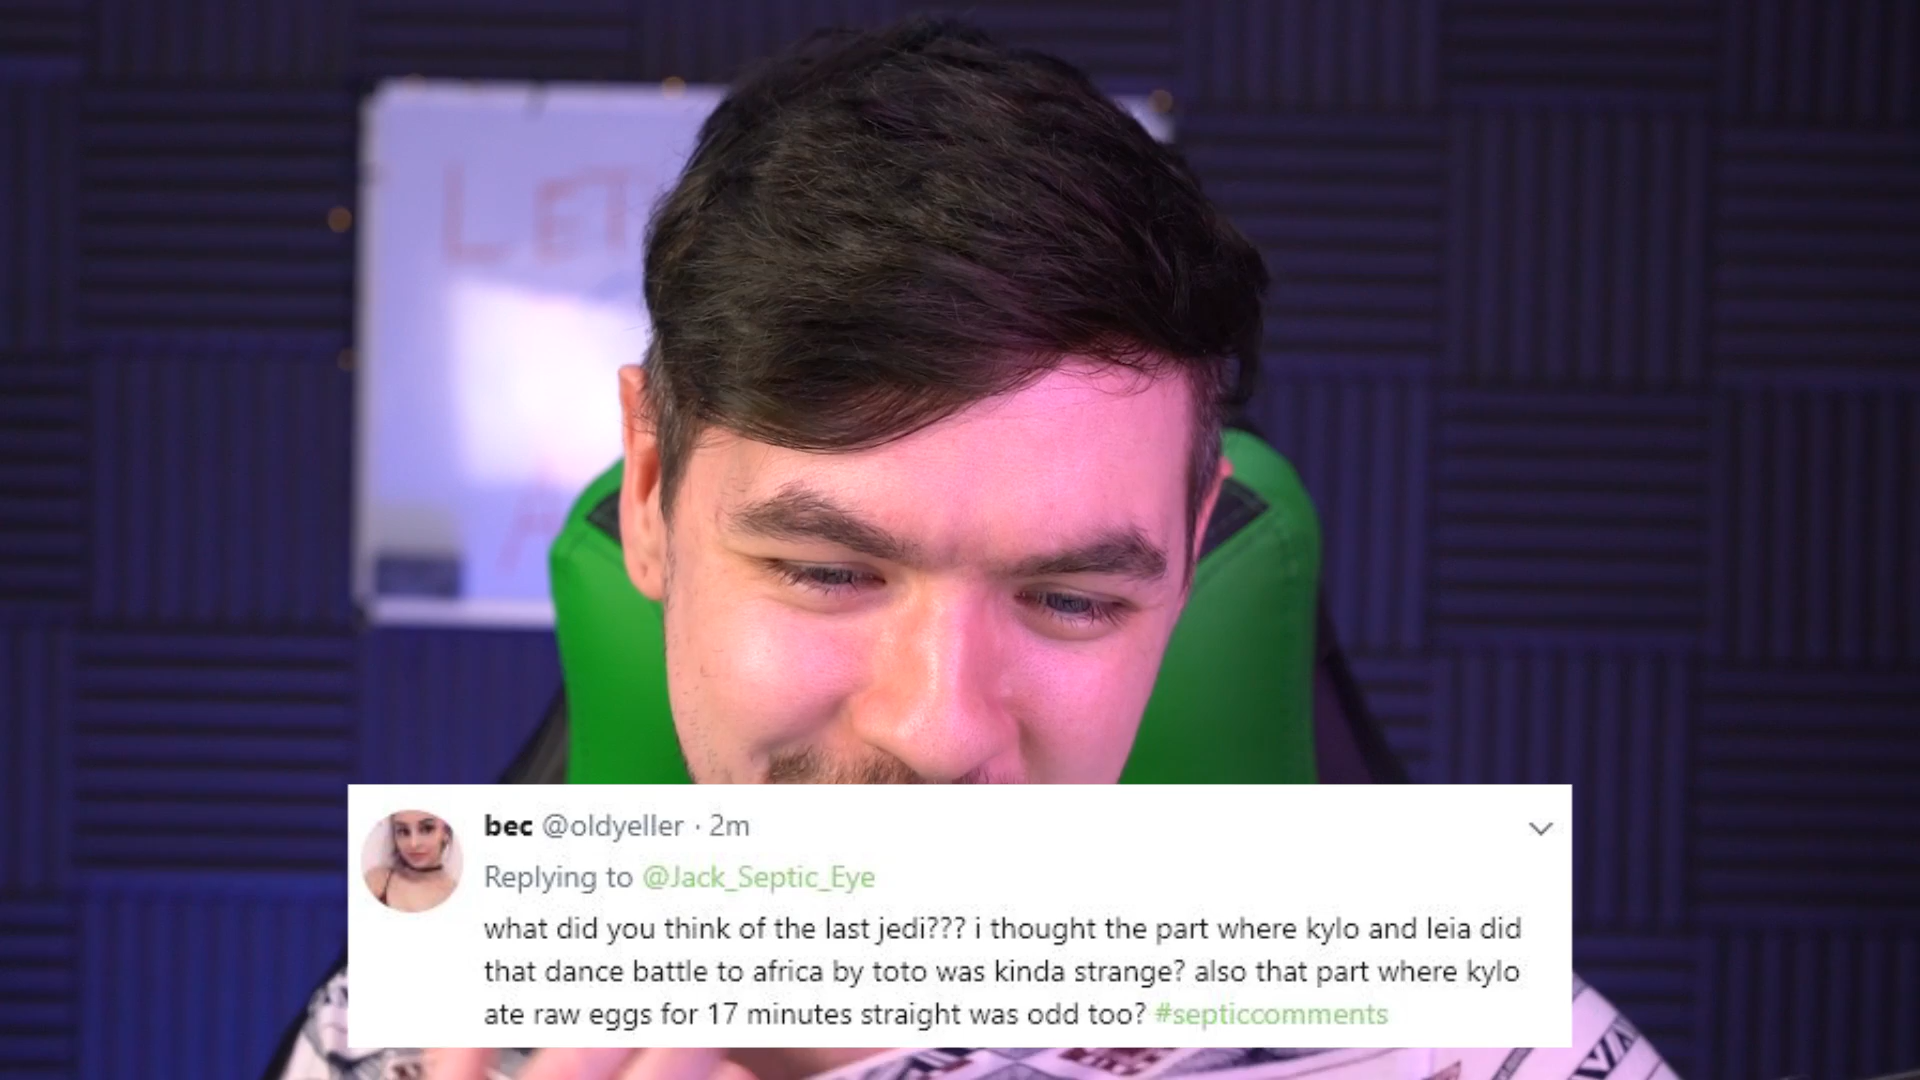 LET
bec @oldyeller · 2m
Replying to @Jack_Septic_Eye
what did you think of the last jedi??? i thought the part where kylo and leia did
that dance battle to africa by toto was kinda strange? also that part where kylo
ate raw eggs for 17 minutes straight was odd too? #septiccomments